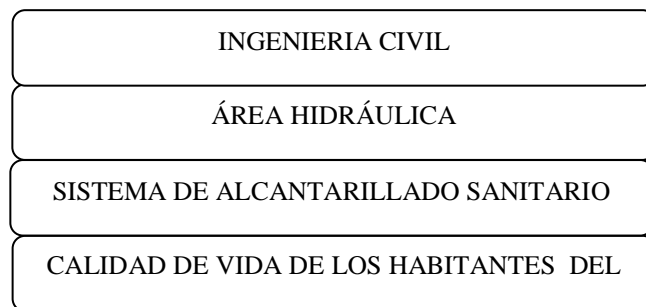 INGENIERIA CIVIL
ÁREA HIDRÁULICA
SISTEMA DE ALCANTARILLADO SANITARIO
CALIDAD DE VIDA DE LOS HABITANTES DEL